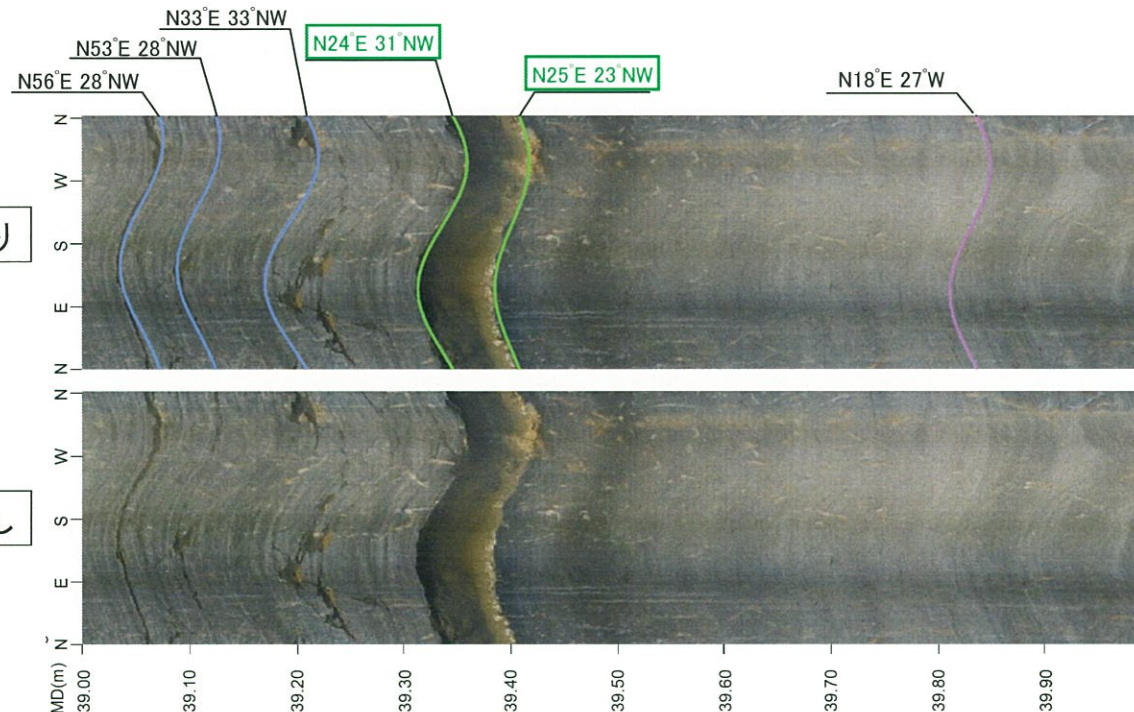 N33°E 33°NW
N24°E 31°NW
N53°E 28°NW
N25°E 23°NW
N56°E 28°NW
N18°E 27°W
N
W
S
E
N
N
W
S
E
N
MD(m)
39.00
39.10
39.20
39.30
39.40
39.50
39.60
39.70
39.80
39.90